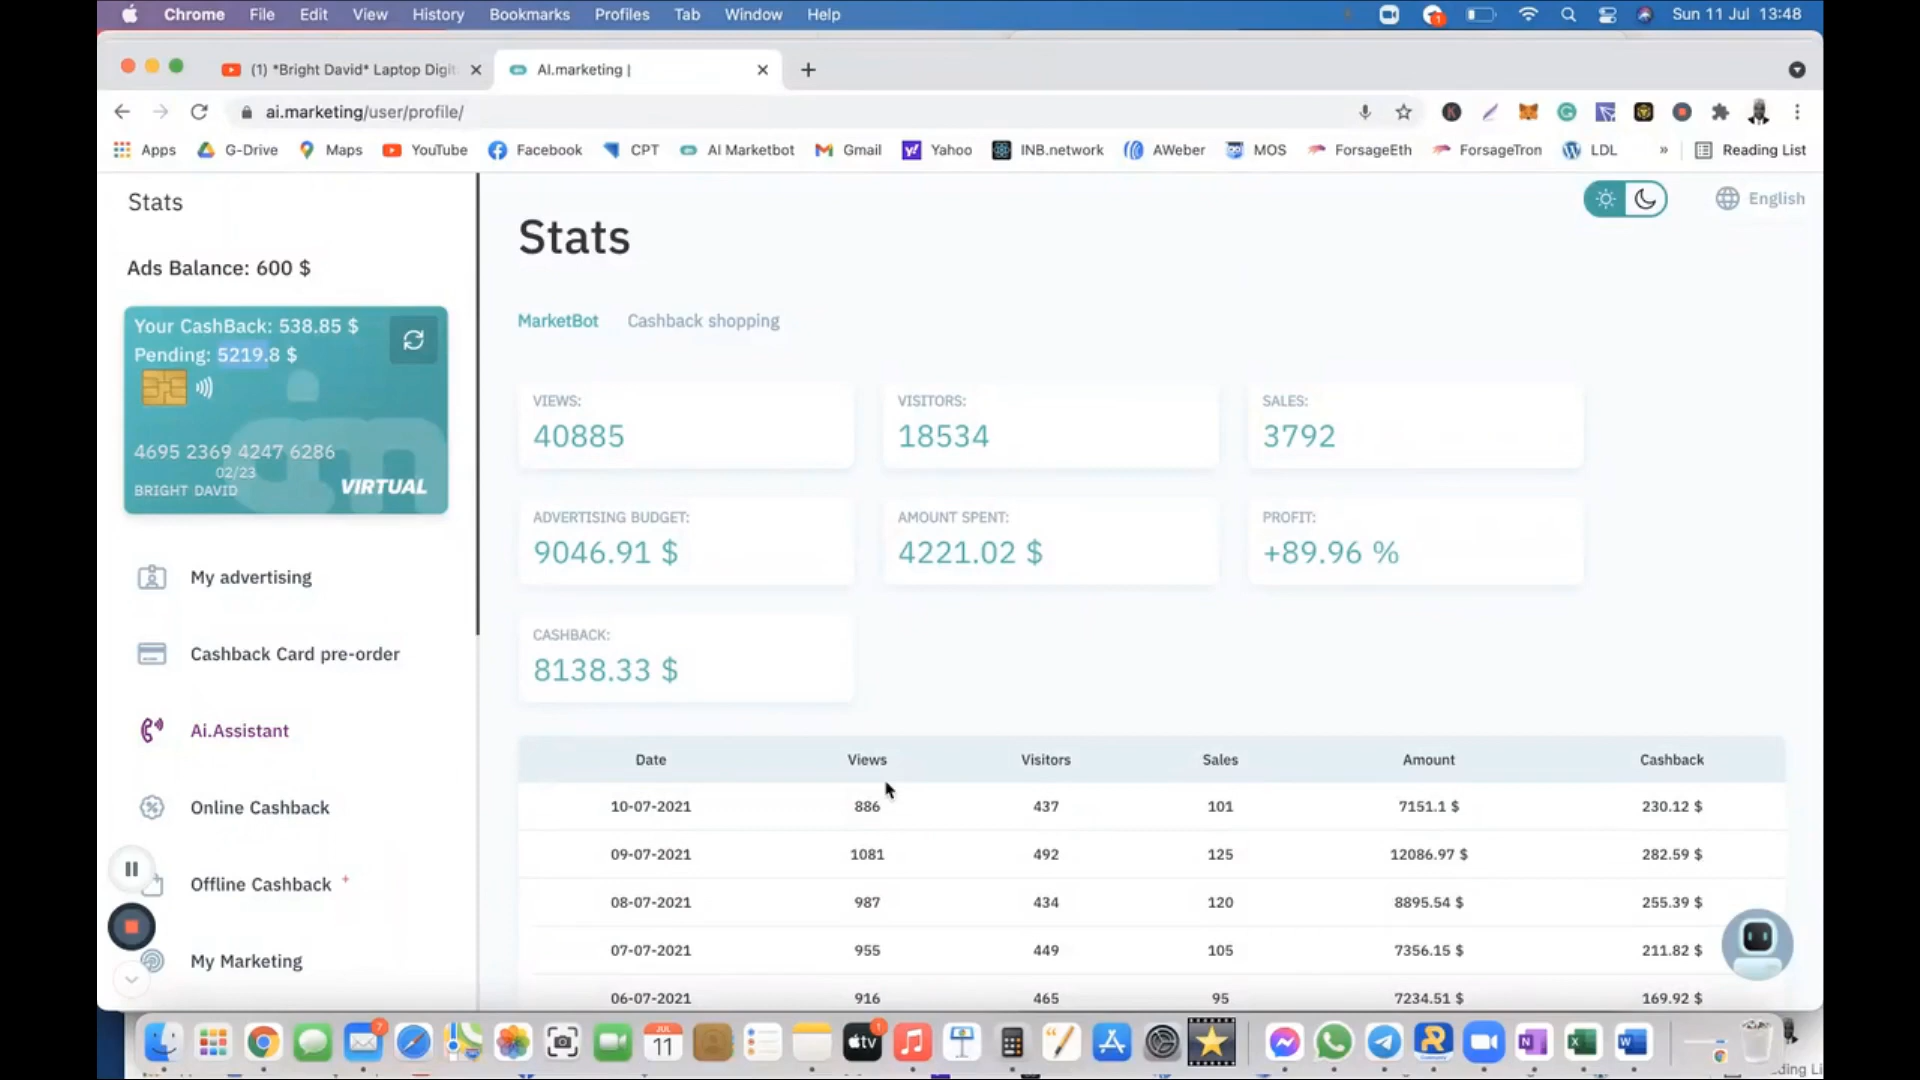 Chrome File Edit View History Bookmarks Profiles Tab Window Help Sun 11 Jul 13:48
(1) *Bright David* Laptop Digit AI.marketing |
ai.marketing/user/profile/
Apps G-Drive Maps YouTube Facebook CPT AI Marketbot Gmail Yahoo INB.network AWeber MOS ForsageEth ForsageTron LDL » Reading List
Stats
Ads Balance: 600 $
Your CashBack: 538.85 $
Pending: 5219.8 $
4695 2369 4247 6286
02/23
BRIGHT DAVID
VIRTUAL
My advertising
Cashback Card pre-order
Ai.Assistant
Online Cashback
Offline Cashback +
My Marketing
English
Stats
MarketBot Cashback shopping
VIEWS: VISITORS: SALES:
40885 18534 3792
ADVERTISING BUDGET: AMOUNT SPENT: PROFIT:
9046.91 $ 4221.02 $ +89.96 %
CASHBACK:
8138.33 $
Date Views Visitors Sales Amount Cashback
10-07-2021 886 437 101 7151.1 $ 230.12 $
09-07-2021 1081 492 125 12086.97 $ 282.59 $
08-07-2021 987 434 120 8895.54 $ 255.39 $
07-07-2021 955 449 105 7356.15 $ 211.82 $
06-07-2021 916 465 95 7234.51 $ 169.92 $
7
JUL
11
tv
1